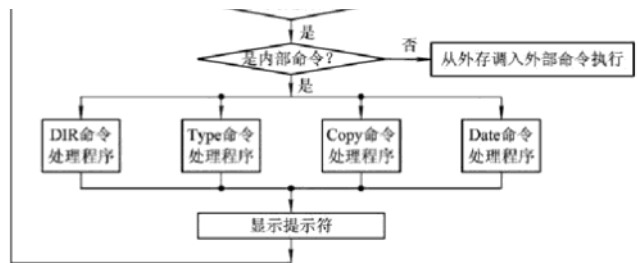 是
是内部命令？
否
从外存调入外部命令执行
是
DIR命令
处理程序
Type命令
处理程序
Copy命令
处理程序
Date命令
处理程序
显示提示符